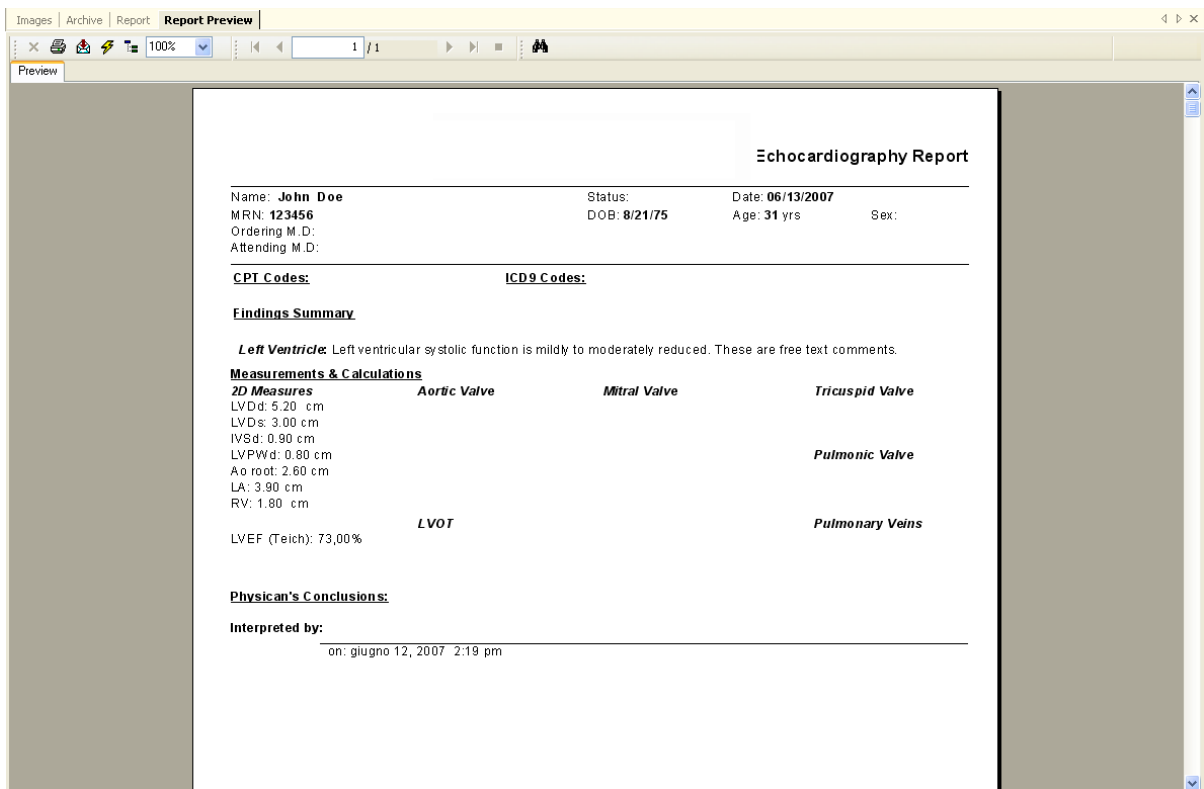 Images | Archive | Report | Report Preview
100% 1 / 1
Preview
Echocardiography Report
Name: John Doe Status: Date: 06/13/2007
MRN: 123456 DOB: 8/21/75 Age: 31 yrs Sex:
Ordering M.D:
Attending M.D:
CPT Codes: ICD9 Codes:
Findings Summary
Left Ventricle: Left ventricular systolic function is mildly to moderately reduced. These are free text comments.
Measurements & Calculations
2D Measures Aortic Valve Mitral Valve Tricuspid Valve
LVDd: 5.20 cm
LVDs: 3.00 cm
IVSd: 0.90 cm
LVPWd: 0.80 cm Pulmonic Valve
Ao root: 2.60 cm
LA: 3.90 cm
RV: 1.80 cm
LVOT Pulmonary Veins
LVEF (Teich): 73,00%
Physican's Conclusions:
Interpreted by:
on: giugno 12, 2007 2:19 pm